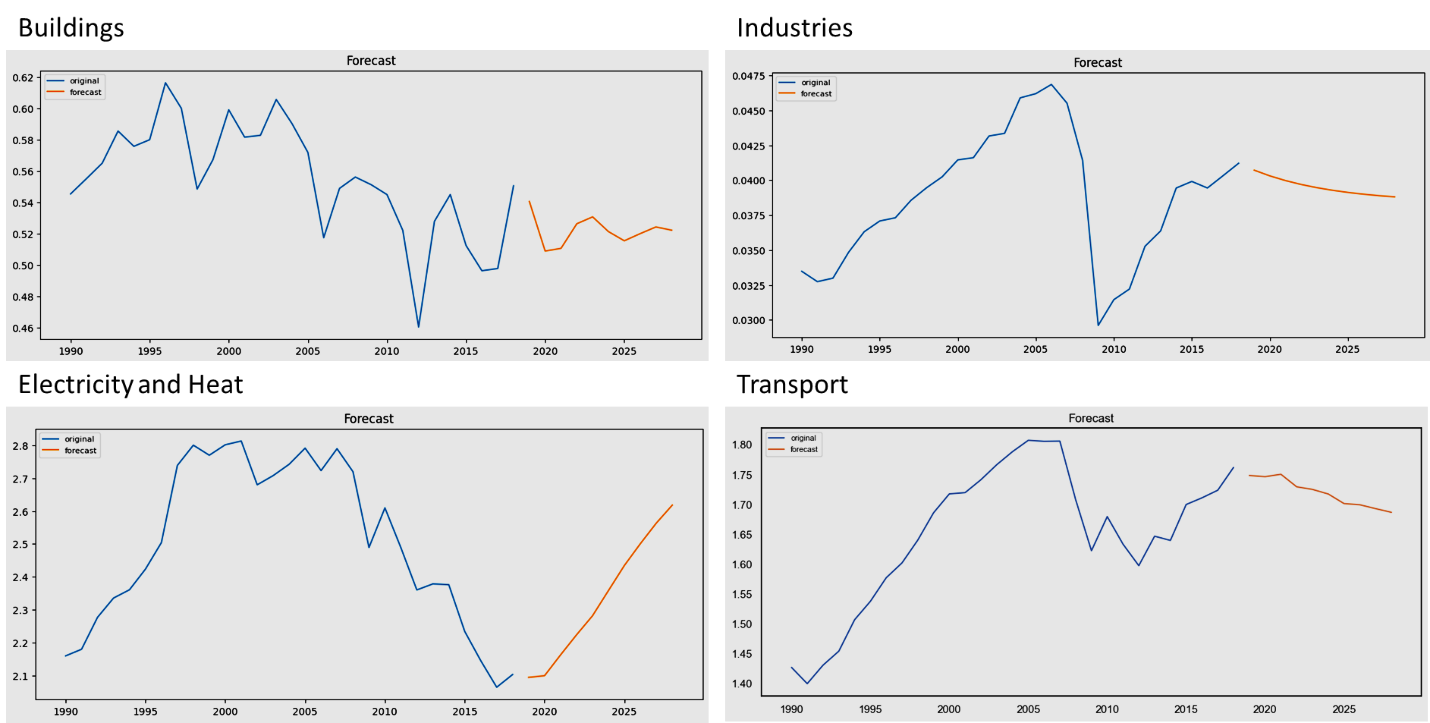 Buildings
Forecast
original
forecast
0.62
0.60
0.58
0.56
0.54
0.52
0.50
0.48
0.46
1990 1995 2000 2005 2010 2015 2020 2025
Industries
Forecast
original
forecast
0.0475
0.0450
0.0425
0.0400
0.0375
0.0350
0.0325
0.0300
1990 1995 2000 2005 2010 2015 2020 2025
Electricity and Heat
Forecast
original
forecast
2.8
2.7
2.6
2.5
2.4
2.3
2.2
2.1
1990 1995 2000 2005 2010 2015 2020 2025
Transport
Forecast
original
forecast
1.80
1.75
1.70
1.65
1.60
1.55
1.50
1.45
1.40
1990 1995 2000 2005 2010 2015 2020 2025